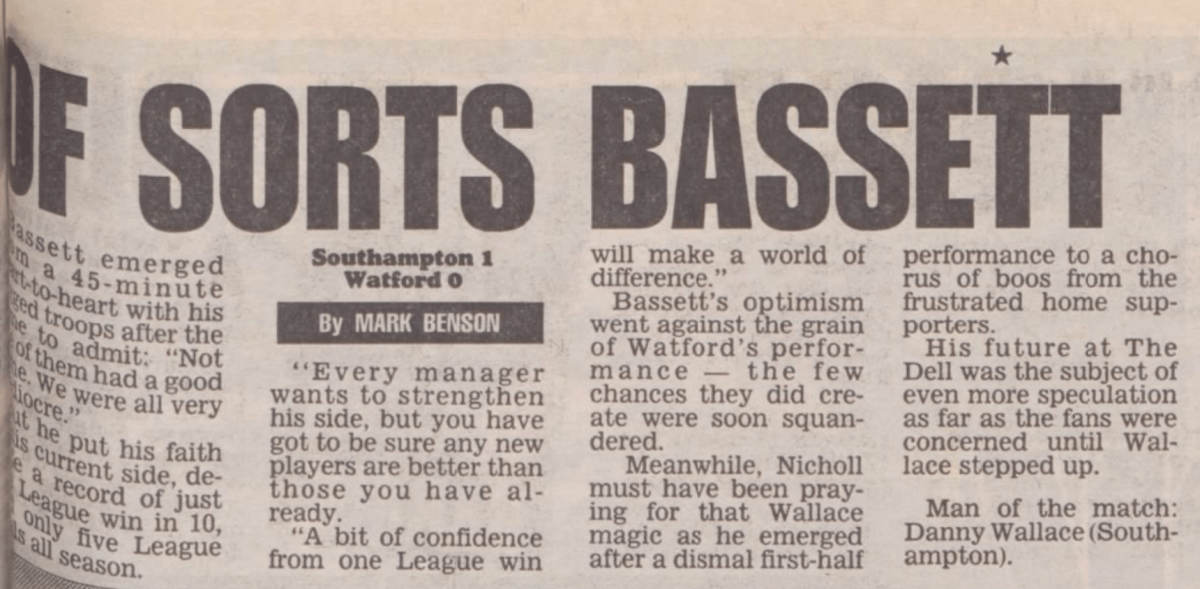 OF SORTS BASSETT
assett emerged
m a 45-minute
art-to-heart with his
ged troops after the
to admit: "Not
of them had a good
e. We were all very
iocre."
ut he put his faith
is current side, de-
e a record of just
League win in 10,
only five League
ls all season.
Southampton 1
Watford 0
By MARK BENSON
"Every manager
wants to strengthen
his side, but you have
got to be sure any new
players are better than
those you have al-
ready.
"A bit of confidence
from one League win
will make a world of
difference."
Bassett's optimism
went against the grain
of Watford's perfor-
mance — the few
chances they did cre-
ate were soon squan-
dered.
Meanwhile, Nicholl
must have been pray-
ing for that Wallace
magic as he emerged
after a dismal first-half
performance to a cho-
rus of boos from the
frustrated home sup-
porters.
His future at The
Dell was the subject of
even more speculation
as far as the fans were
concerned until Wal-
lace stepped up.
Man of the match:
Danny Wallace (South-
ampton).